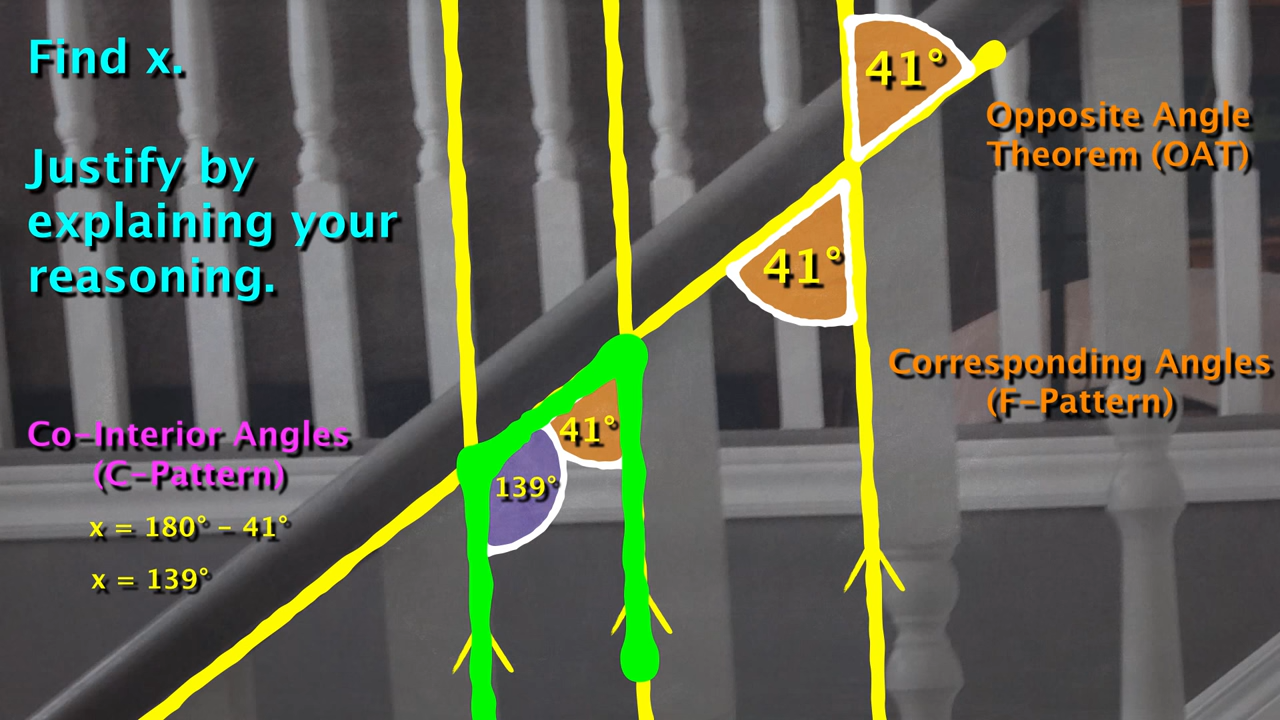 Find x.
Justify by
explaining your
reasoning.
41°
Opposite Angle
Theorem (OAT)
41°
Corresponding Angles
(F-Pattern)
41°
139°
Co-Interior Angles
(C-Pattern)
x = 180° - 41°
x = 139°